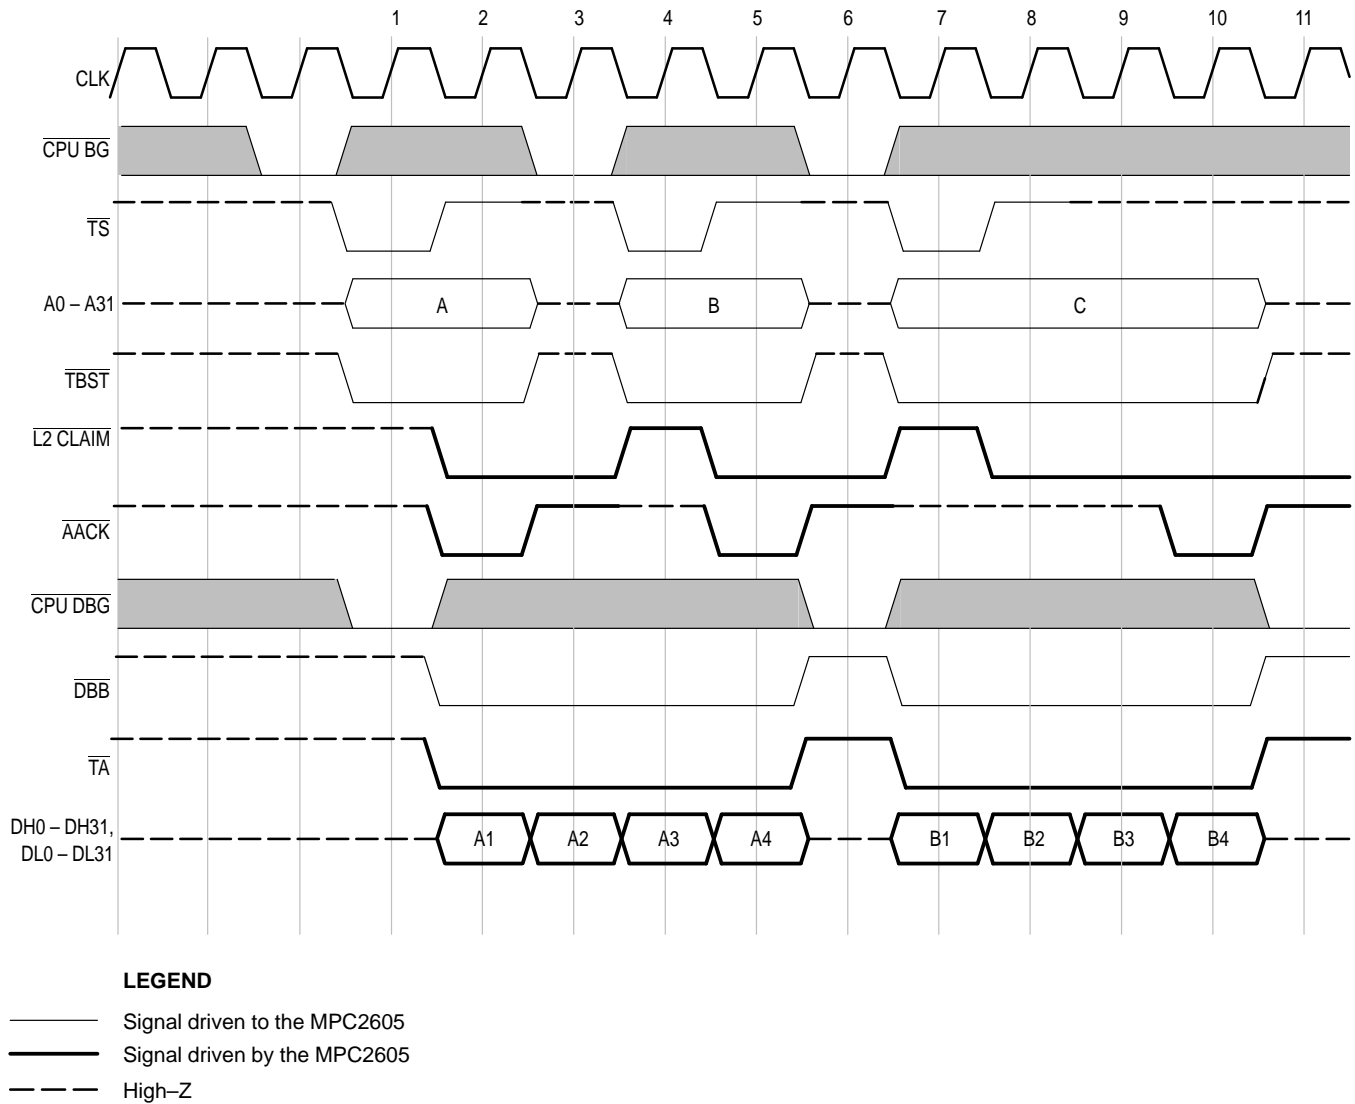 1 2 3 4 5 6 7 8 9 10 11
CLK
CPU BG
TS
A0 – A31 A B C
TBST
L2 CLAIM
AACK
CPU DBG
DBB
TA
DH0 – DH31,
DL0 – DL31
A1 A2 A3 A4 B1 B2 B3 B4
LEGEND
Signal driven to the MPC2605
Signal driven by the MPC2605
High–Z